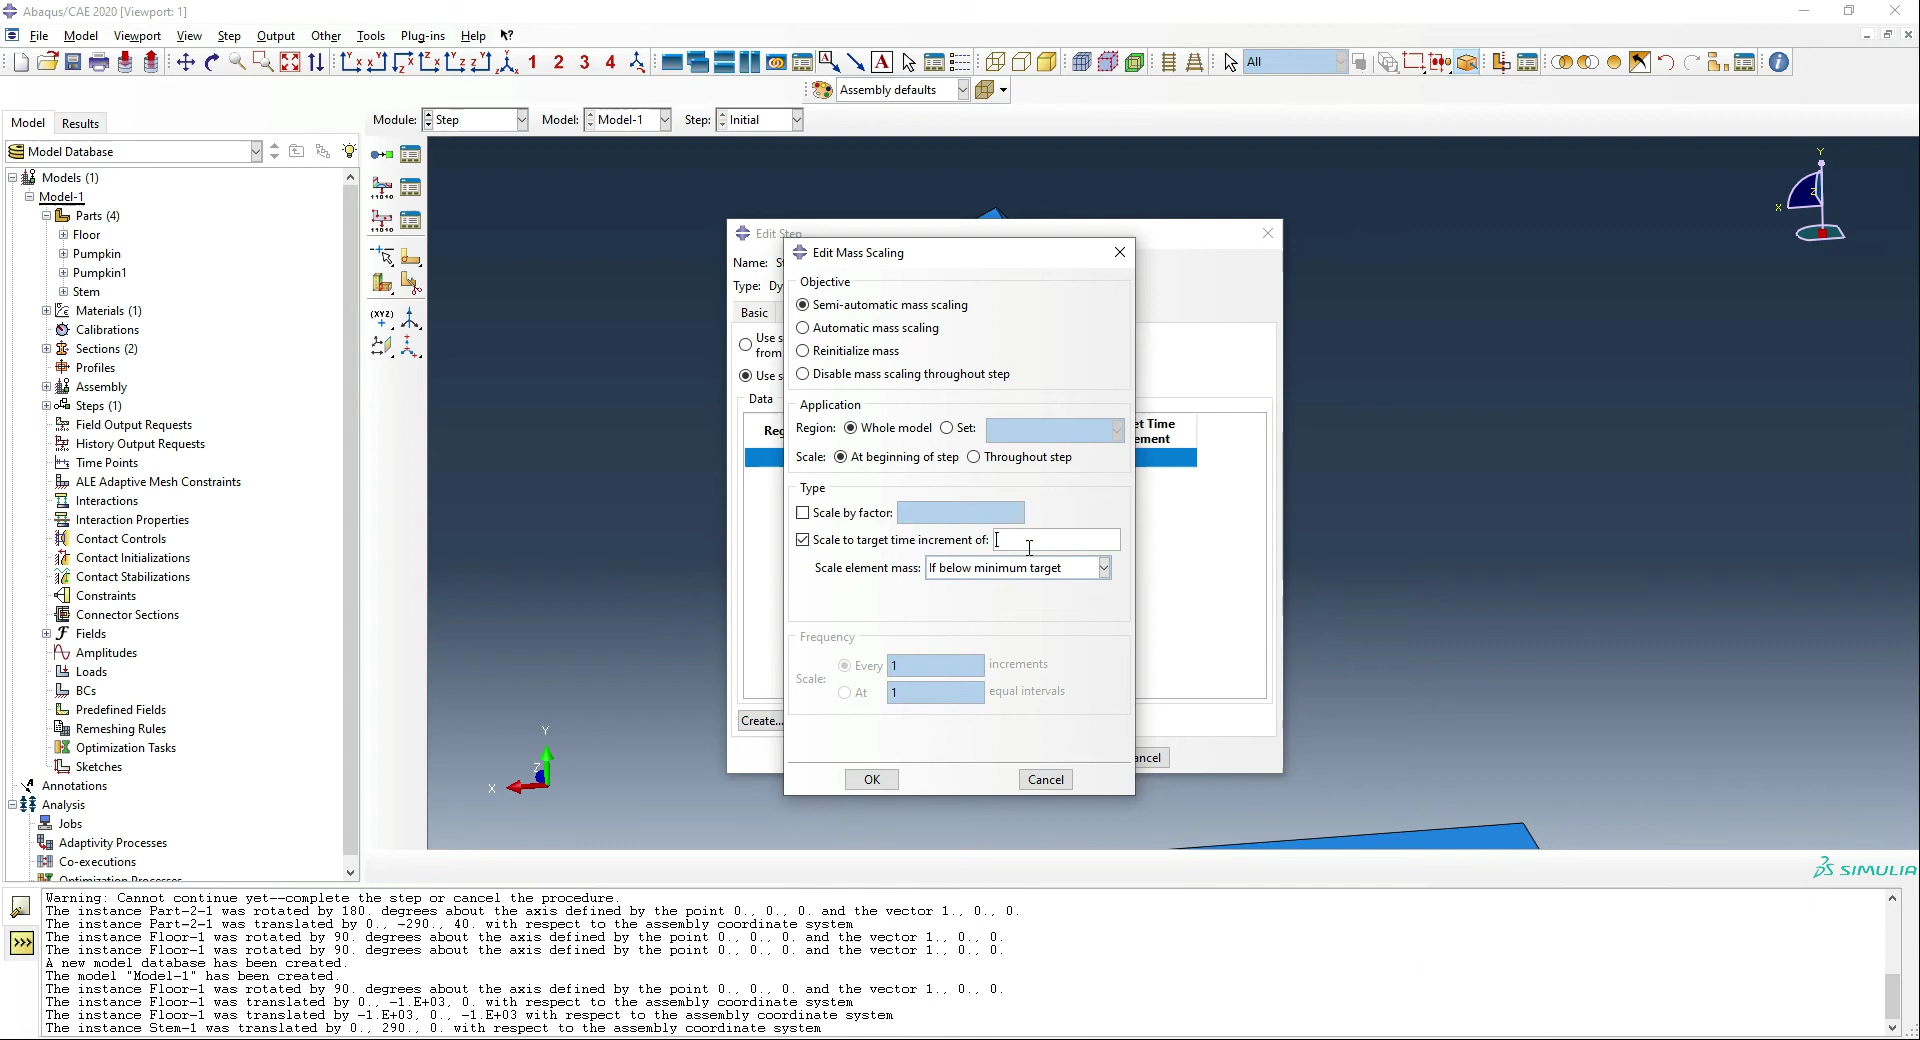 Abaqus/CAE 2020 [Viewport: 1]
File Model Viewport View Step Output Other Tools Plug-ins Help
1 2 3 4
All
Assembly defaults
Model Results
Module: Step Model: Model-1 Step: Initial
Model Database
Models (1)
Model-1
Parts (4)
Floor
Pumpkin
Pumpkin1
Stem
Materials (1)
Calibrations
Sections (2)
Profiles
Assembly
Steps (1)
Field Output Requests
History Output Requests
Time Points
ALE Adaptive Mesh Constraints
Interactions
Interaction Properties
Contact Controls
Contact Initializations
Contact Stabilizations
Constraints
Connector Sections
Fields
Amplitudes
Loads
BCs
Predefined Fields
Remeshing Rules
Optimization Tasks
Sketches
Annotations
Analysis
Jobs
Adaptivity Processes
Co-executions
Optimization Processes
(XYZ)
Edit Step
Name: S
Type: Dy
Basic
Use s
from
Use s
Data
Reg
et Time
ement
Create...
ancel
Edit Mass Scaling
Objective
Semi-automatic mass scaling
Automatic mass scaling
Reinitialize mass
Disable mass scaling throughout step
Application
Region: Whole model Set:
Scale: At beginning of step Throughout step
Type
Scale by factor:
Scale to target time increment of:
Scale element mass: If below minimum target
Frequency
Scale: Every 1 increments
At 1 equal intervals
OK Cancel
Y
X
Z
Y
Z
X
SIMULIA
Warning: Cannot continue yet--complete the step or cancel the procedure.
The instance Part-2-1 was rotated by 180. degrees about the axis defined by the point 0., 0., 0. and the vector 1., 0., 0.
The instance Part-2-1 was translated by 0., -290., 40. with respect to the assembly coordinate system
The instance Floor-1 was rotated by 90. degrees about the axis defined by the point 0., 0., 0. and the vector 1., 0., 0.
The instance Floor-1 was rotated by 90. degrees about the axis defined by the point 0., 0., 0. and the vector 1., 0., 0.
A new model database has been created.
The model "Model-1" has been created.
The instance Floor-1 was rotated by 90. degrees about the axis defined by the point 0., 0., 0. and the vector 1., 0., 0.
The instance Floor-1 was translated by 0., -1.E+03, 0. with respect to the assembly coordinate system
The instance Floor-1 was translated by -1.E+03, 0., -1.E+03 with respect to the assembly coordinate system
The instance Stem-1 was translated by 0., 290., 0. with respect to the assembly coordinate system